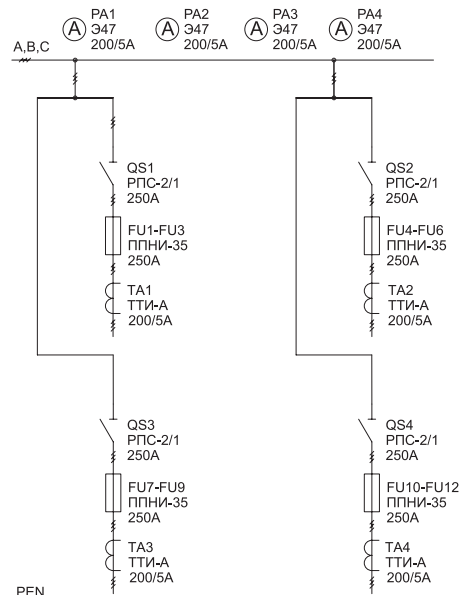 PA1 PA2 PA3 PA4
A Э47 A Э47 A Э47 A Э47
200/5A 200/5A 200/5A 200/5A
A,B,C
QS1 QS2
РПС-2/1 РПС-2/1
250A 250A
FU1-FU3 FU4-FU6
ППНИ-35 ППНИ-35
250A 250A
TA1 TA2
ТТИ-А ТТИ-А
200/5A 200/5A
QS3 QS4
РПС-2/1 РПС-2/1
250A 250A
FU7-FU9 FU10-FU12
ППНИ-35 ППНИ-35
250A 250A
TA3 TA4
ТТИ-А ТТИ-А
200/5A 200/5A
PEN